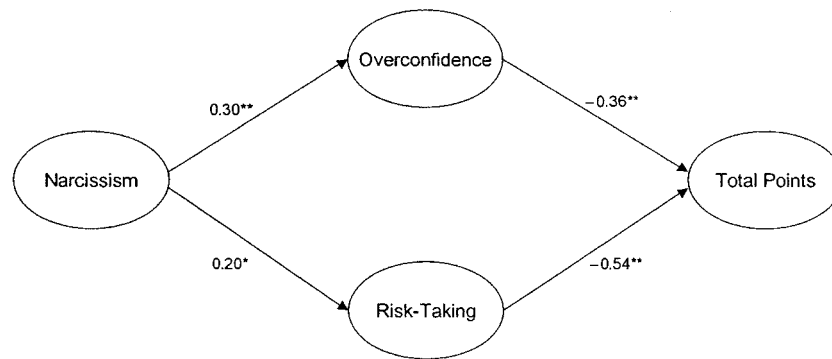 Overconfidence
0.30**
−0.36**
Narcissism
Total Points
0.20*
−0.54**
Risk-Taking